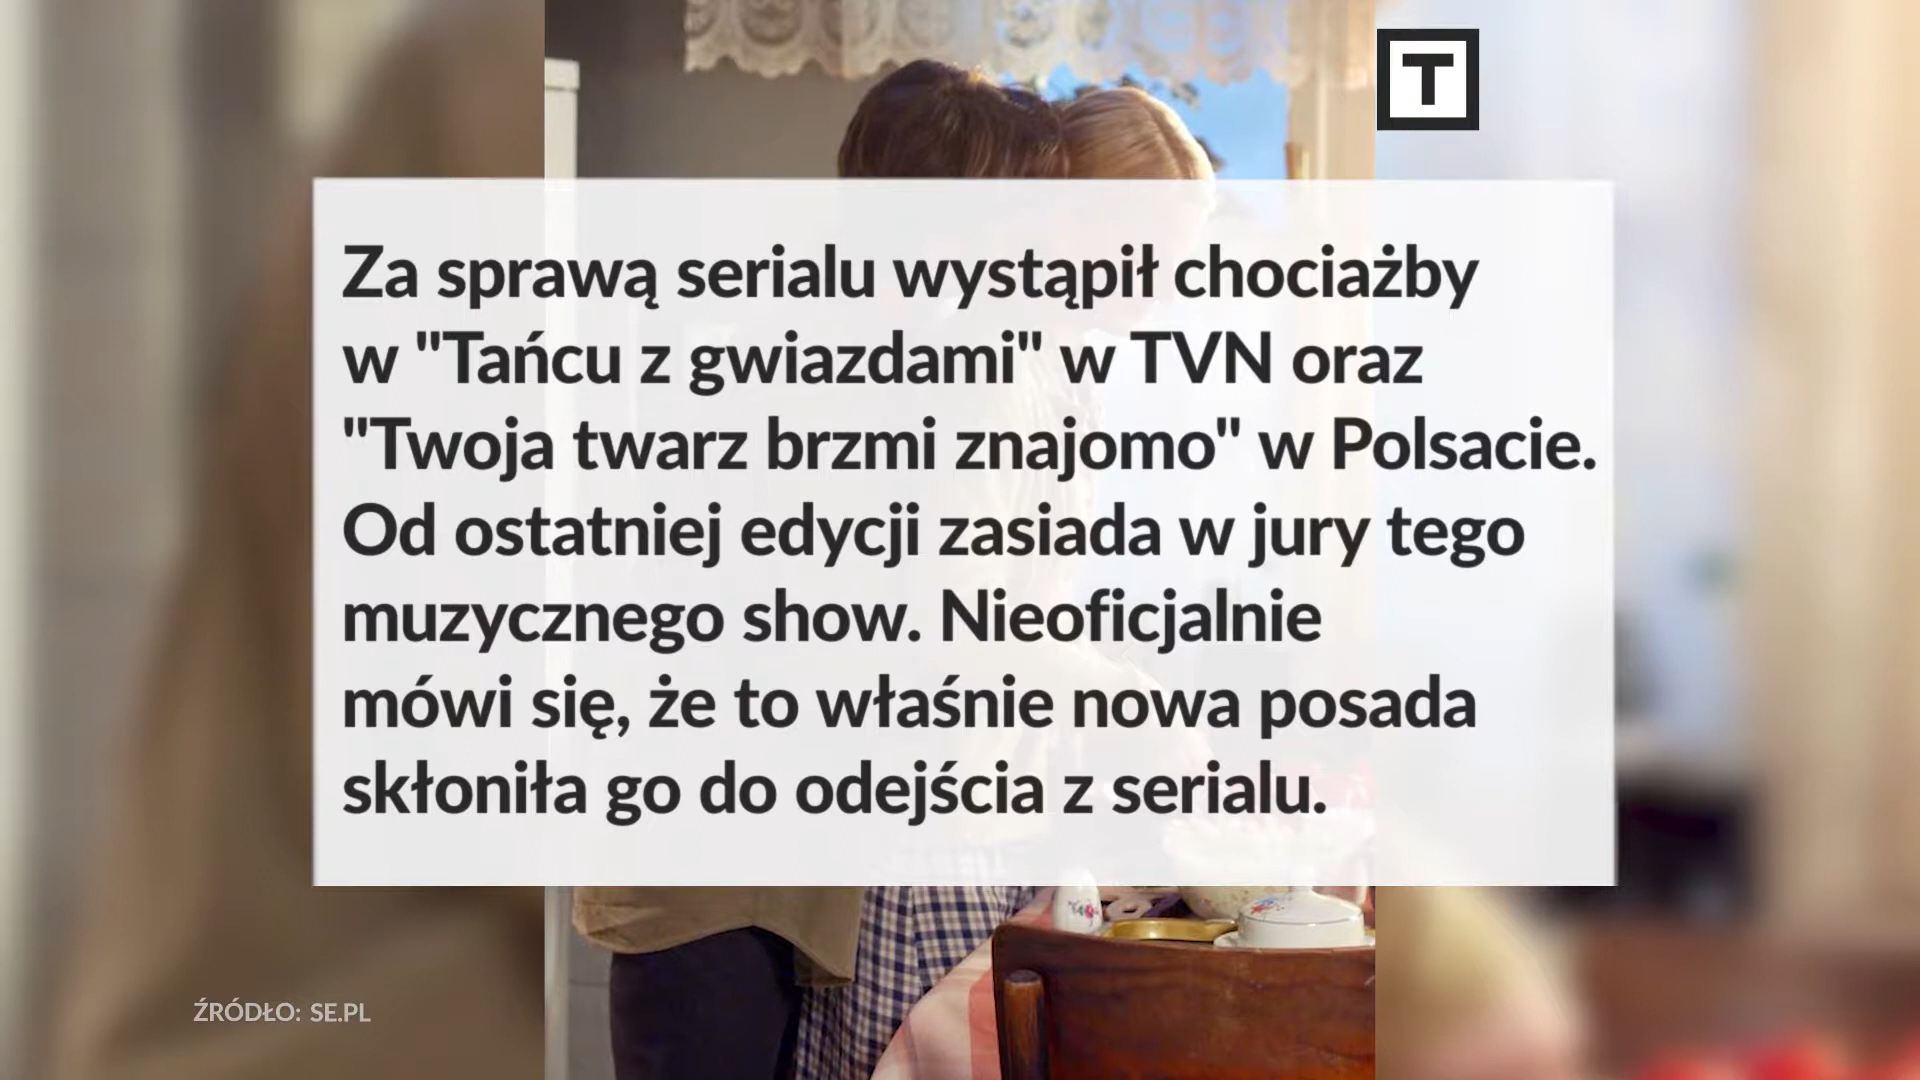 T
Za sprawą serialu wystąpił chociażby
w "Tańcu z gwiazdami" w TVN oraz
"Twoja twarz brzmi znajomo" w Polsacie.
Od ostatniej edycji zasiada w jury tego
muzycznego show. Nieoficjalnie
mówi się, że to właśnie nowa posada
skłoniła go do odejścia z serialu.
ŹRÓDŁO: SE.PL